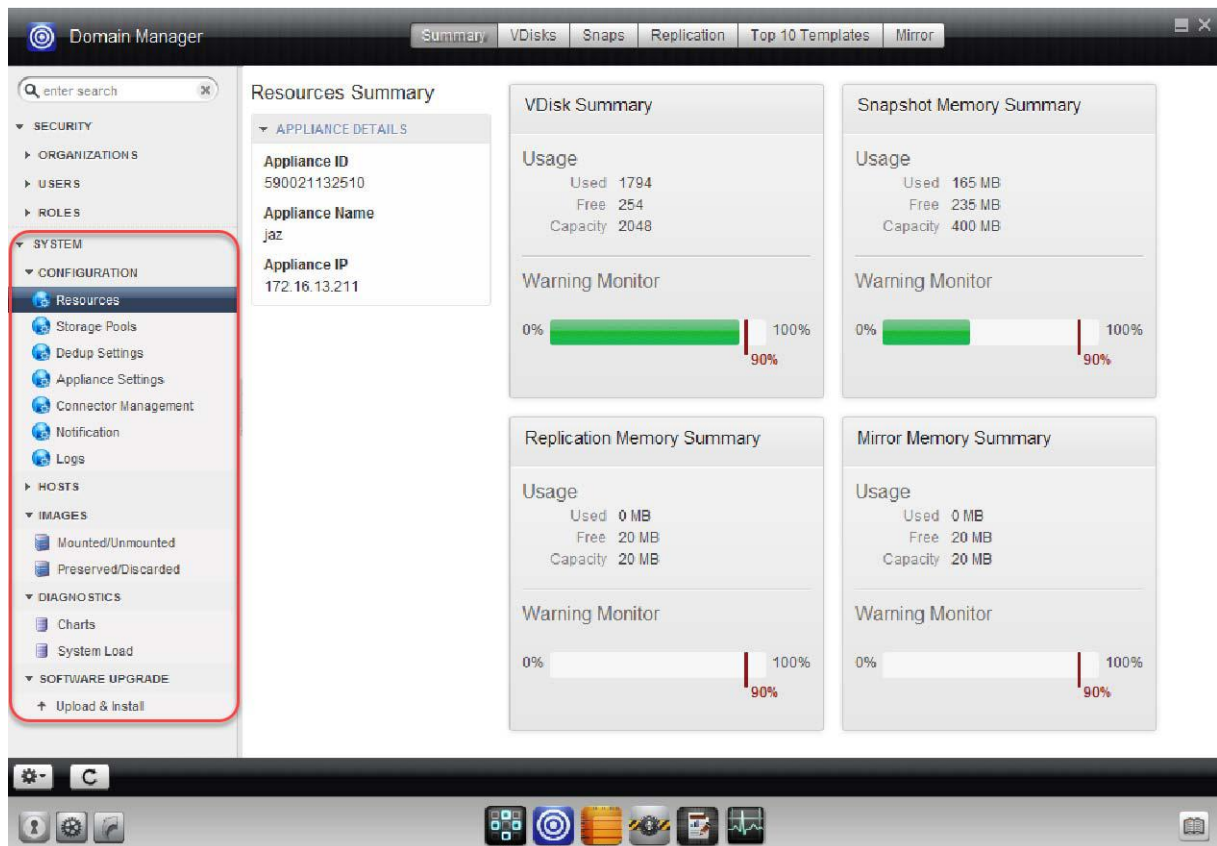 Domain Manager
Summary
VDisks
Snaps
Replication
Top 10 Templates
Mirror
enter search
SECURITY
ORGANIZATIONS
USERS
ROLES
SYSTEM
CONFIGURATION
Resources
Storage Pools
Dedup Settings
Appliance Settings
Connector Management
Notification
Logs
HOSTS
IMAGES
Mounted/Unmounted
Preserved/Discarded
DIAGNOSTICS
Charts
System Load
SOFTWARE UPGRADE
Upload & Install
Resources Summary
APPLIANCE DETAILS
Appliance ID
590021132510
Appliance Name
jaz
Appliance IP
172.16.13.211
VDisk Summary
Usage
Used 1794
Free 254
Capacity 2048
Warning Monitor
0% 100%
90%
Snapshot Memory Summary
Usage
Used 165 MB
Free 235 MB
Capacity 400 MB
Warning Monitor
0% 100%
90%
Replication Memory Summary
Usage
Used 0 MB
Free 20 MB
Capacity 20 MB
Warning Monitor
0% 100%
90%
Mirror Memory Summary
Usage
Used 0 MB
Free 20 MB
Capacity 20 MB
Warning Monitor
0% 100%
90%